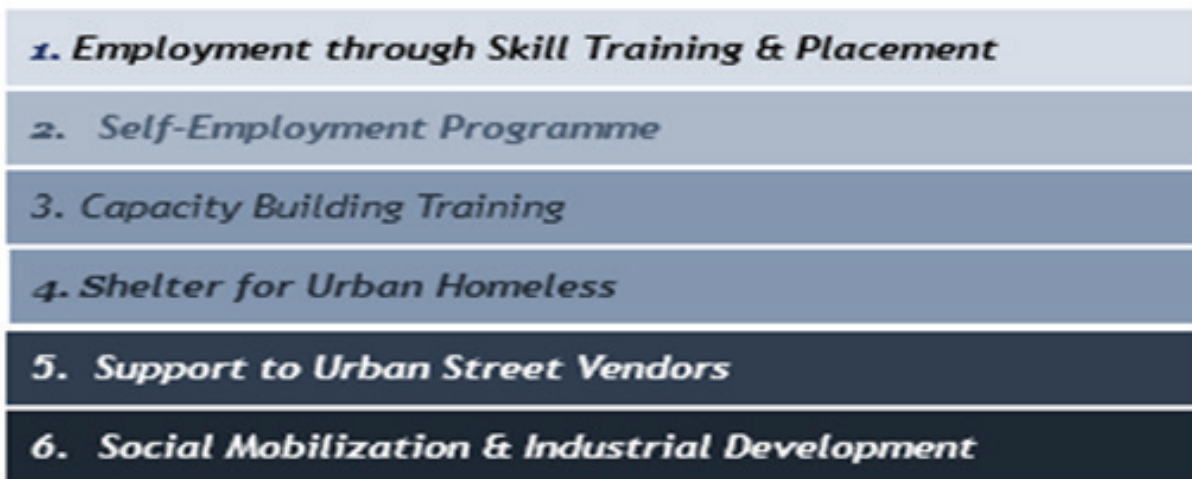 1. Employment through Skill Training & Placement
2. Self-Employment Programme
3. Capacity Building Training
4. Shelter for Urban Homeless
5. Support to Urban Street Vendors
6. Social Mobilization & Industrial Development